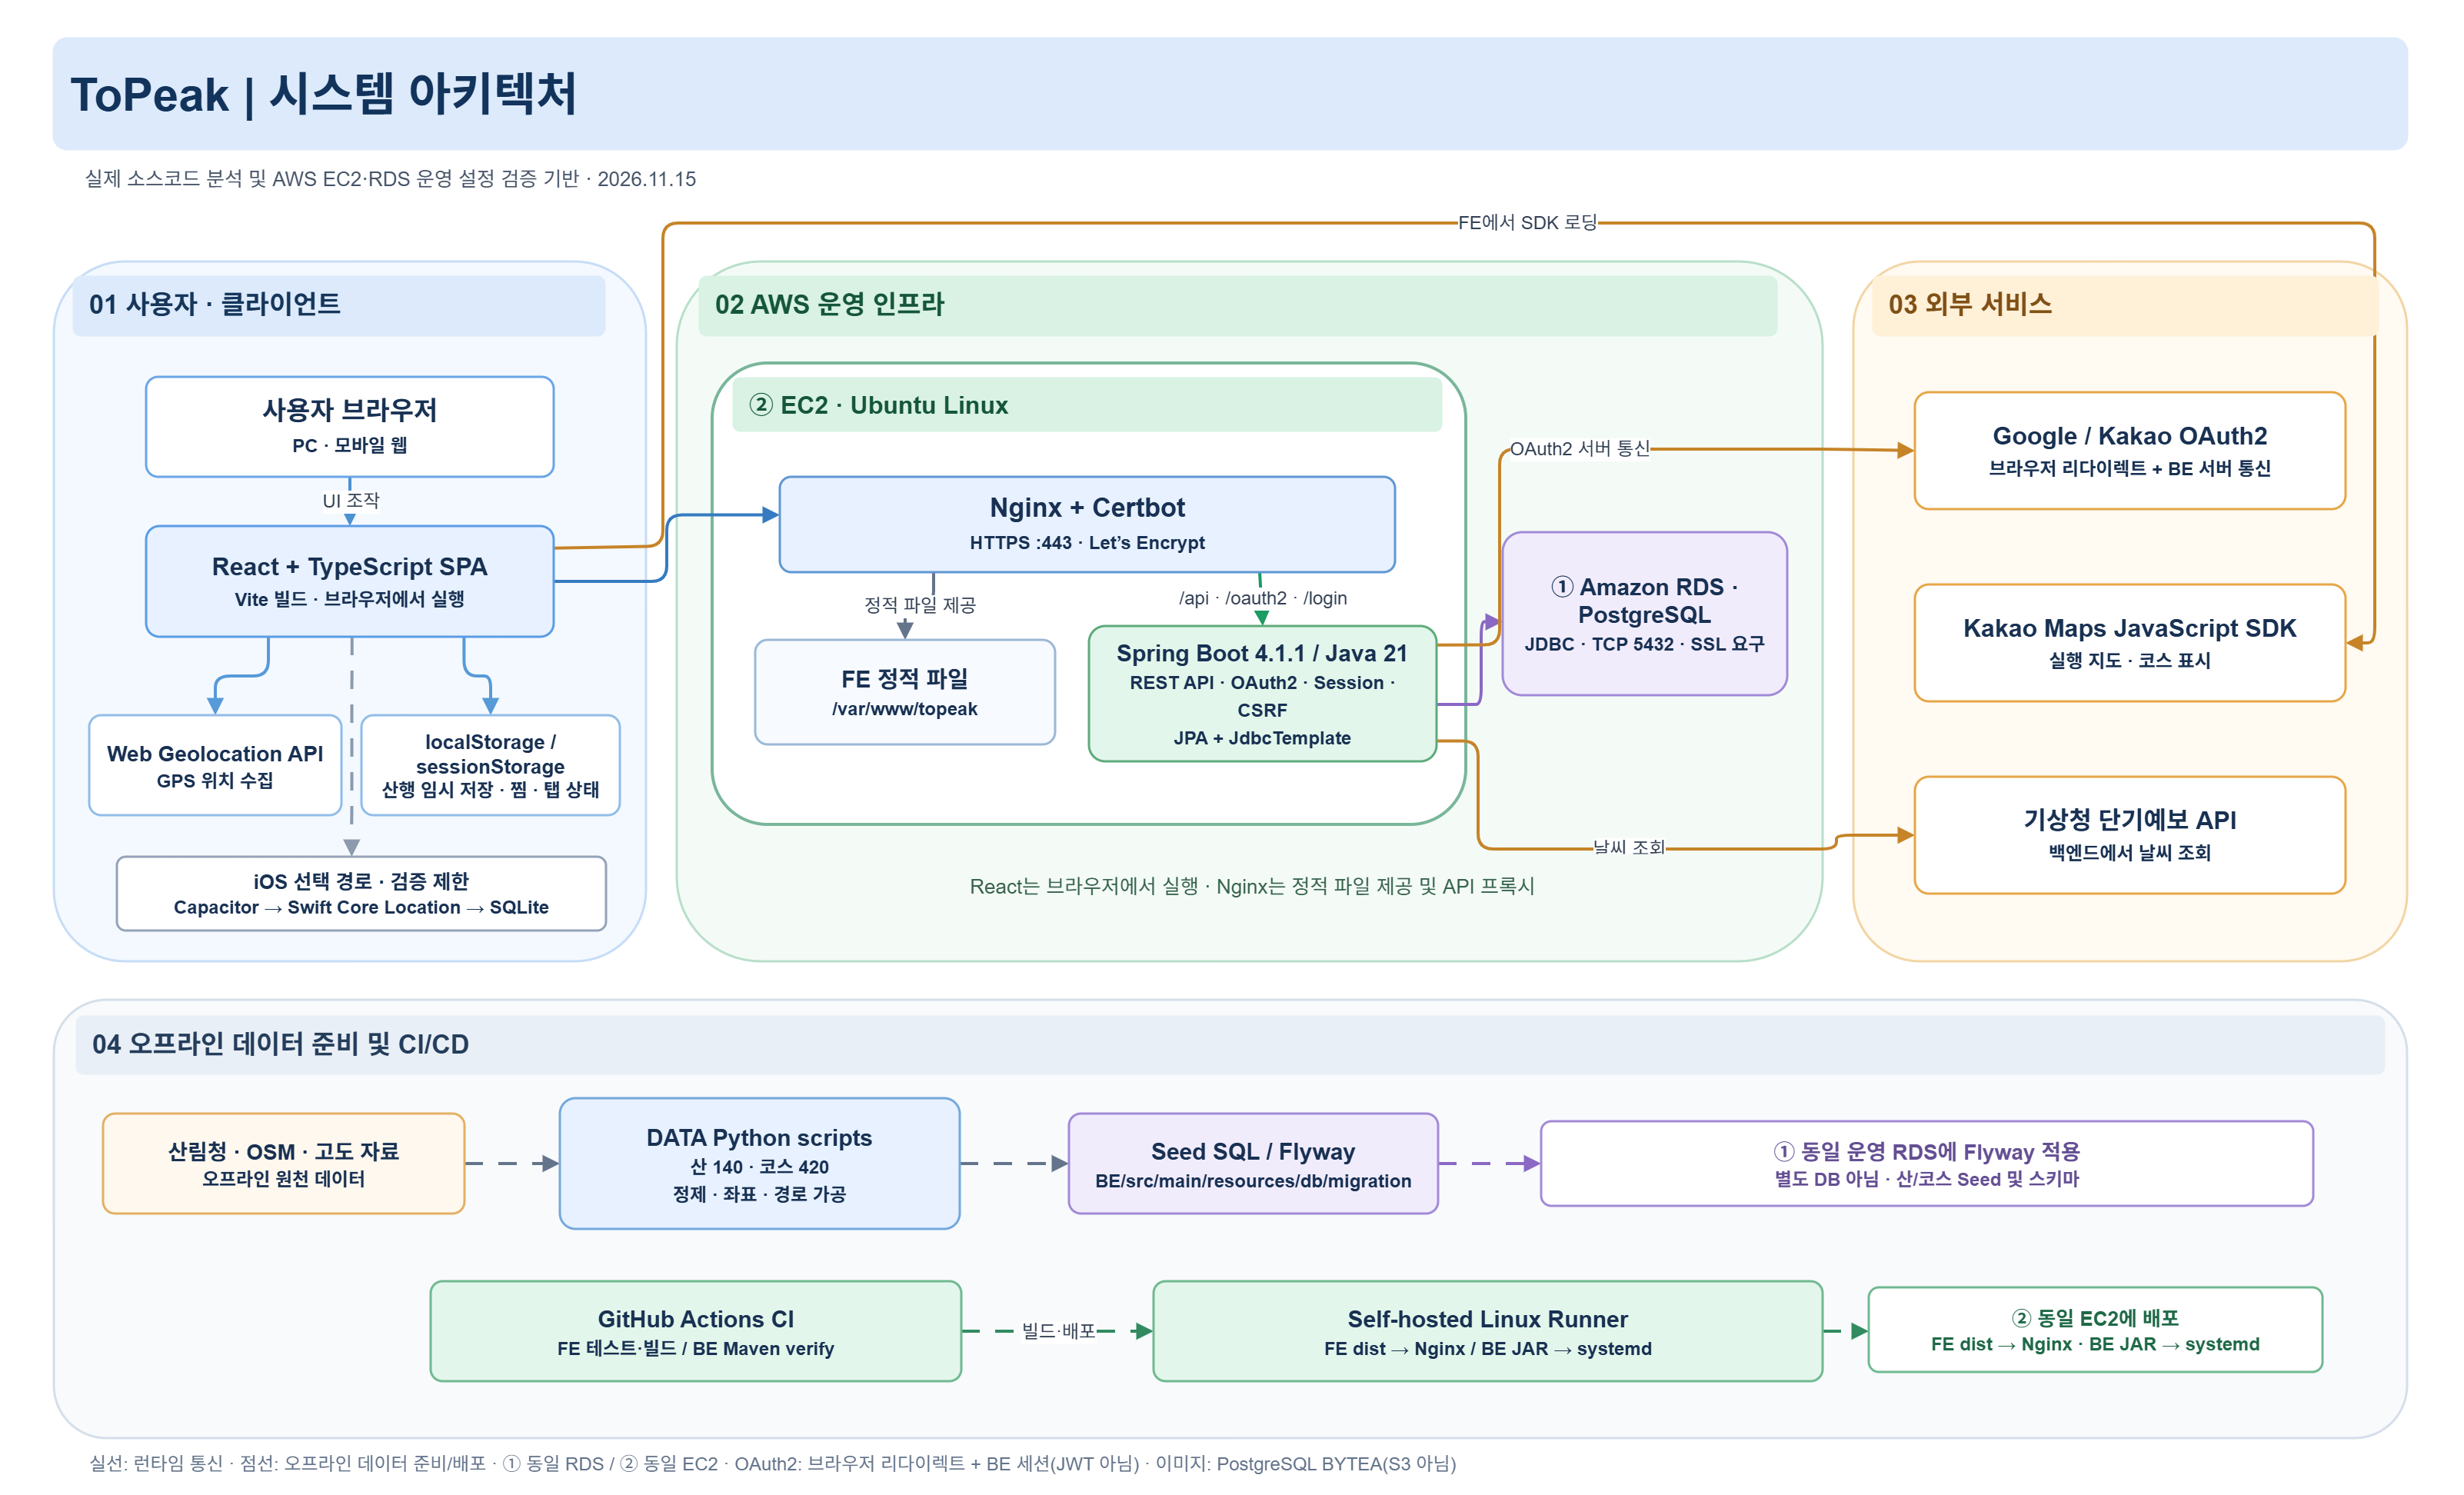 ToPeak | 시스템 아키텍처
실제 소스코드 분석 및 AWS EC2·RDS 운영 설정 검증 기반 · 2026.11.15
FE에서 SDK 로딩
01 사용자 · 클라이언트
사용자 브라우저
PC · 모바일 웹
UI 조작
React + TypeScript SPA
Vite 빌드 · 브라우저에서 실행
Web Geolocation API
GPS 위치 수집
localStorage /
sessionStorage
산행 임시 저장 · 찜 · 탭 상태
iOS 선택 경로 · 검증 제한
Capacitor → Swift Core Location → SQLite
02 AWS 운영 인프라
② EC2 · Ubuntu Linux
Nginx + Certbot
HTTPS :443 · Let’s Encrypt
정적 파일 제공
/api · /oauth2 · /login
FE 정적 파일
/var/www/topeak
Spring Boot 4.1.1 / Java 21
REST API · OAuth2 · Session ·
CSRF
JPA + JdbcTemplate
OAuth2 서버 통신
① Amazon RDS ·
PostgreSQL
JDBC · TCP 5432 · SSL 요구
날씨 조회
React는 브라우저에서 실행 · Nginx는 정적 파일 제공 및 API 프록시
03 외부 서비스
Google / Kakao OAuth2
브라우저 리다이렉트 + BE 서버 통신
Kakao Maps JavaScript SDK
실행 지도 · 코스 표시
기상청 단기예보 API
백엔드에서 날씨 조회
04 오프라인 데이터 준비 및 CI/CD
산림청 · OSM · 고도 자료
오프라인 원천 데이터
DATA Python scripts
산 140 · 코스 420
정제 · 좌표 · 경로 가공
Seed SQL / Flyway
BE/src/main/resources/db/migration
① 동일 운영 RDS에 Flyway 적용
별도 DB 아님 · 산/코스 Seed 및 스키마
GitHub Actions CI
FE 테스트·빌드 / BE Maven verify
빌드·배포
Self-hosted Linux Runner
FE dist → Nginx / BE JAR → systemd
② 동일 EC2에 배포
FE dist → Nginx · BE JAR → systemd
실선: 런타임 통신 · 점선: 오프라인 데이터 준비/배포 · ① 동일 RDS / ② 동일 EC2 · OAuth2: 브라우저 리다이렉트 + BE 세션(JWT 아님) · 이미지: PostgreSQL BYTEA(S3 아님)